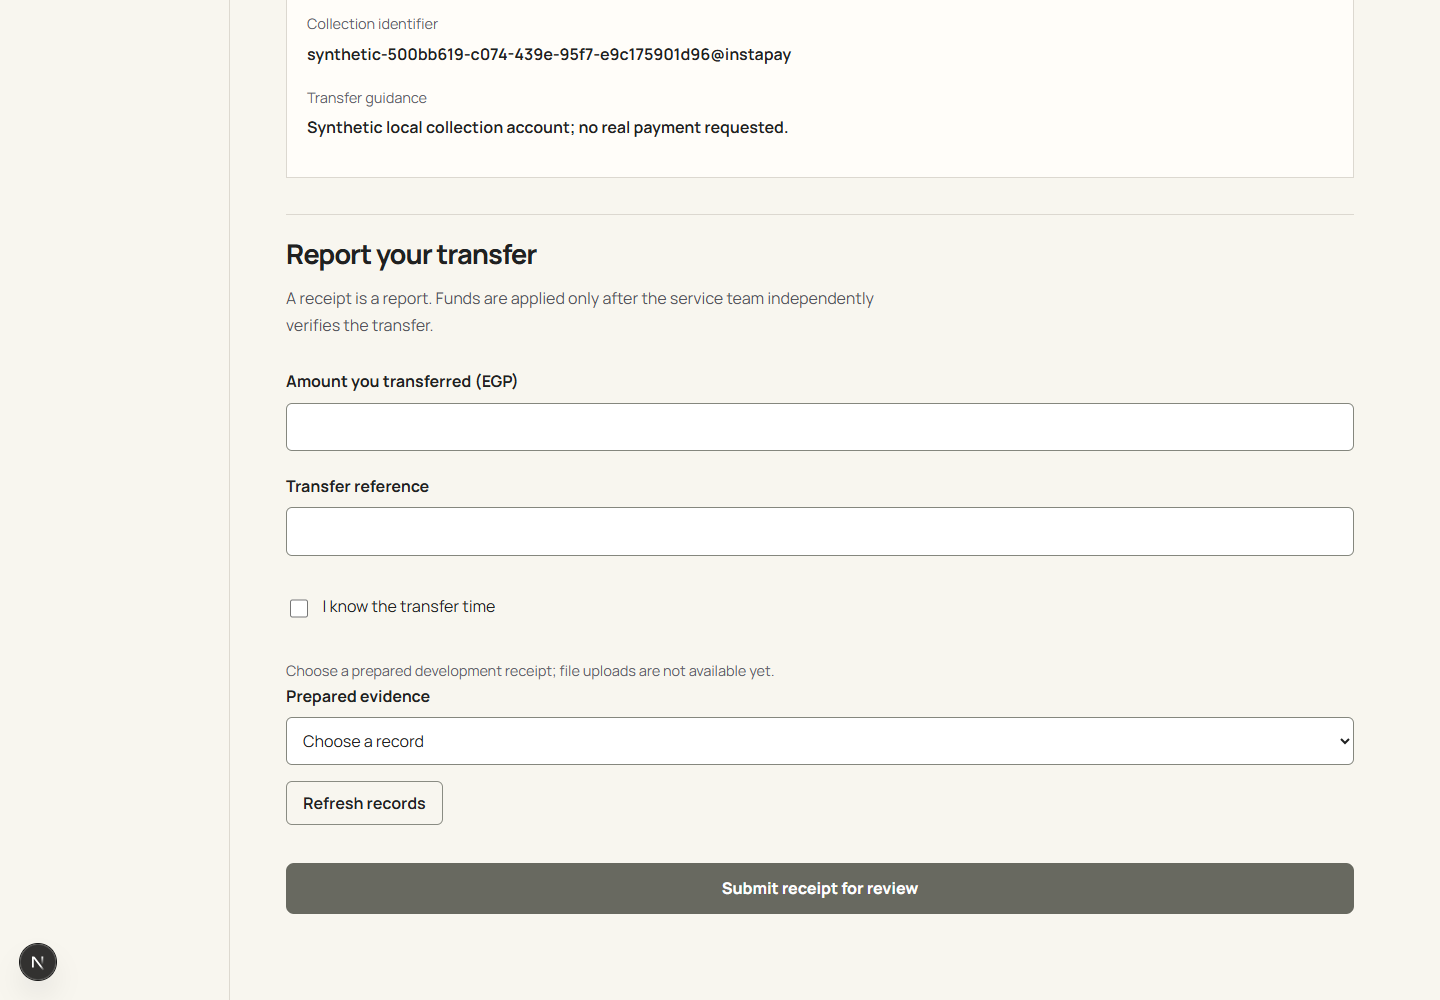 Collection identifier
synthetic-500bb619-c074-439e-95f7-e9c175901d96@instapay
Transfer guidance
Synthetic local collection account; no real payment requested.
Report your transfer
A receipt is a report. Funds are applied only after the service team independently
verifies the transfer.
Amount you transferred (EGP)
Transfer reference
I know the transfer time
Choose a prepared development receipt; file uploads are not available yet.
Prepared evidence
Choose a record
Refresh records
Submit receipt for review
N